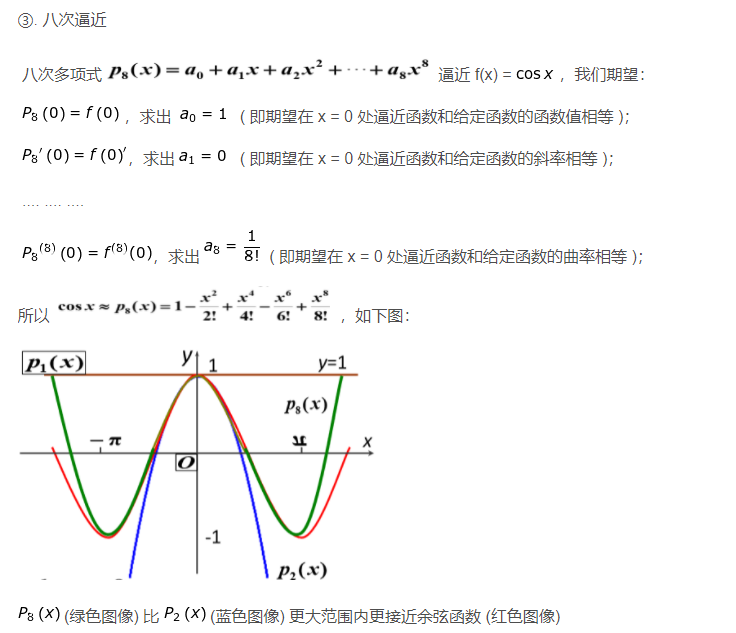 ③. 八次逼近
八次多项式 p₈(x) = a₀ + a₁x + a₂x² + ··· + a₈x⁸ 逼近 f(x) = cos x ，我们期望：
P₈ (0) = f (0) ，求出 a₀ = 1 （ 即期望在 x = 0 处逼近函数和给定函数的函数值相等 );
P₈′ (0) = f (0)′, 求出 a₁ = 0 （ 即期望在 x = 0 处逼近函数和给定函数的斜率相等 );
.... .... ....
P₈⁽⁸⁾ (0) = f⁽⁸⁾(0), 求出 a₈ = 1/8! ( 即期望在 x = 0 处逼近函数和给定函数的曲率相等 );
所以 cos x ≈ p₈(x) = 1 − x²/2! + x⁴/4! − x⁶/6! + x⁸/8! ，如下图：
p₁(x) y 1 y=1
p₈(x)
−π π x
O
-1
p₂(x)
P₈ (x) (绿色图像) 比 P₂ (x) (蓝色图像) 更大范围内更接近余弦函数 (红色图像)